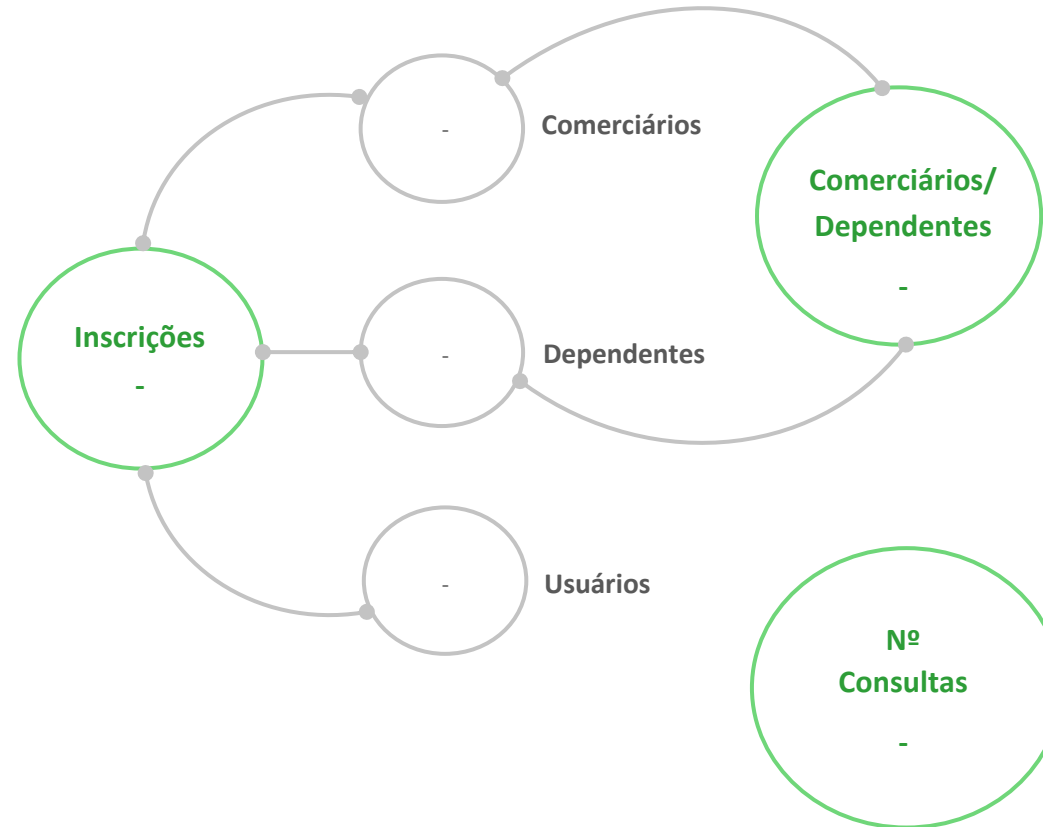 -
Comerciários
Comerciários/
Dependentes
-
Inscrições
-
-
Dependentes
-
Usuários
Nº
Consultas
-